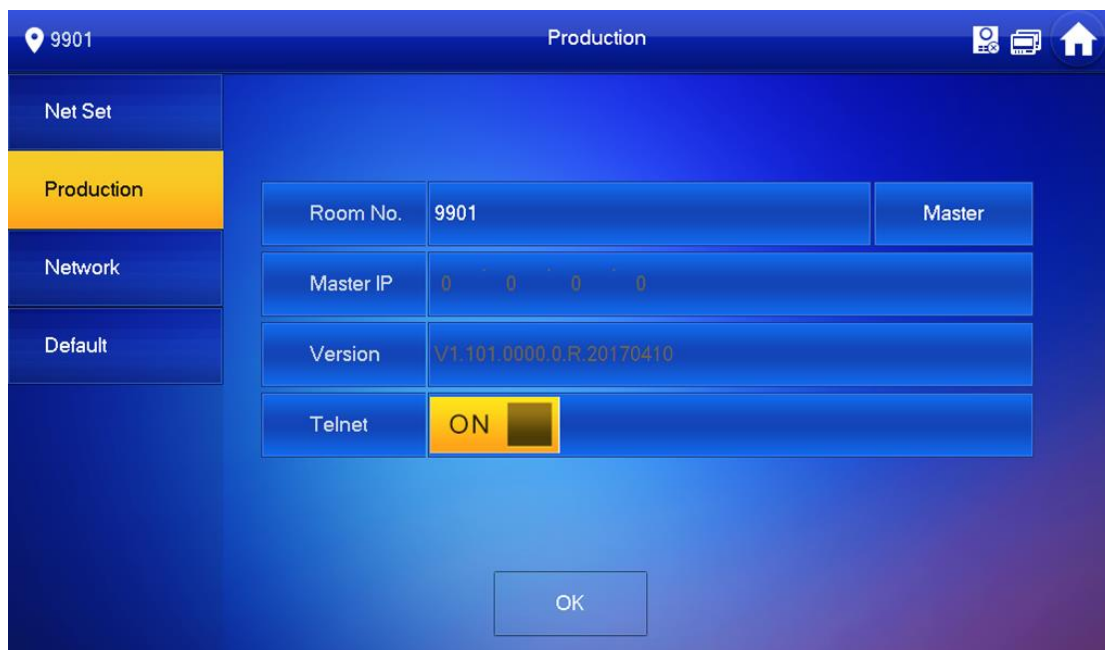 9901
Production
Net Set
Production
Network
Default
Room No. 9901 Master
Master IP 0 . 0 . 0 . 0
Version V1.101.0000.0.R.20170410
Telnet ON
OK